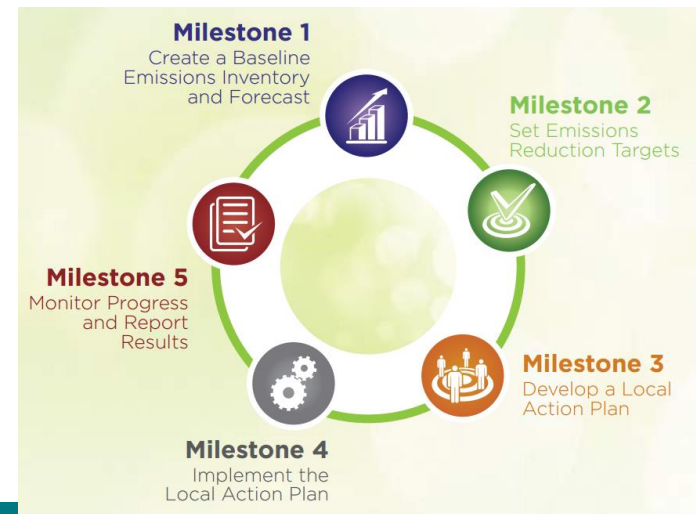 Milestone 1
Create a Baseline
Emissions Inventory
and Forecast
Milestone 2
Set Emissions
Reduction Targets
Milestone 3
Develop a Local
Action Plan
Milestone 4
Implement the
Local Action Plan
Milestone 5
Monitor Progress
and Report
Results